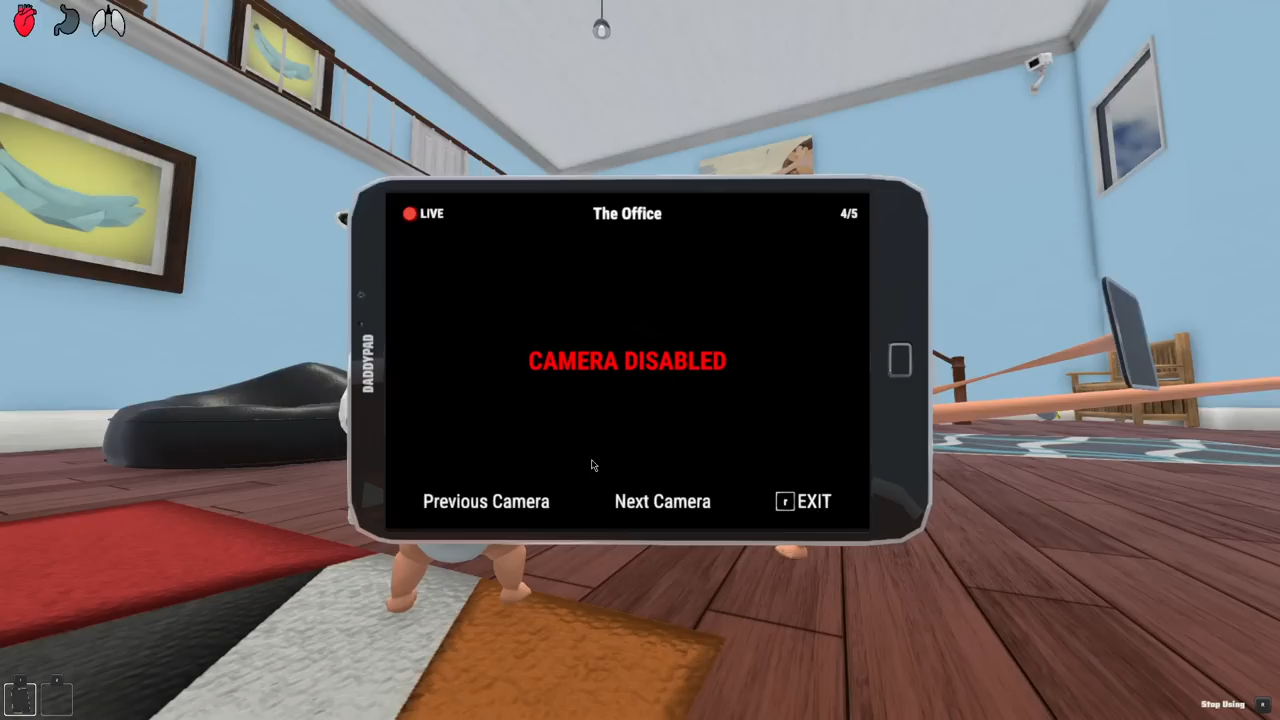 LIVE
The Office
4/5
CAMERA DISABLED
DADDYPAD
Previous Camera
Next Camera
r EXIT
Stop Using